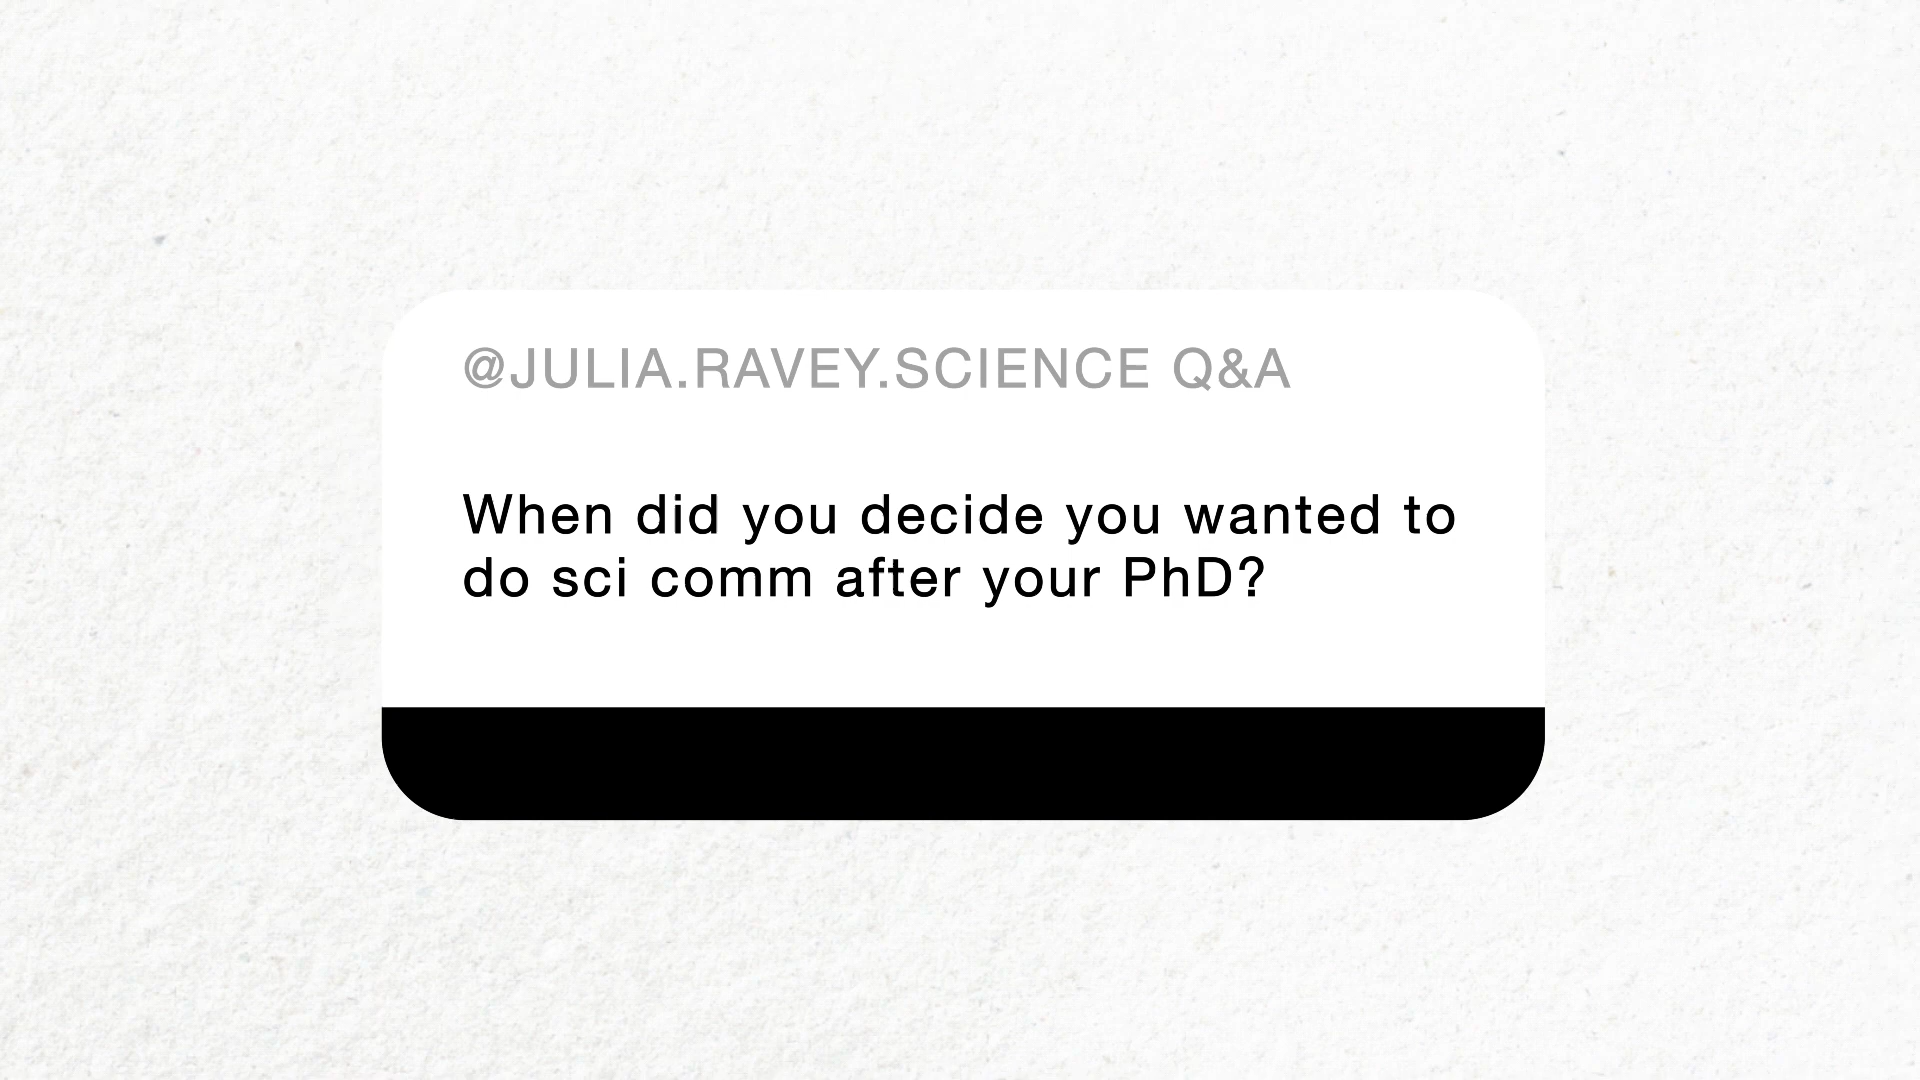 @JULIA.RAVEY.SCIENCE Q&A
When did you decide you wanted to
do sci comm after your PhD?